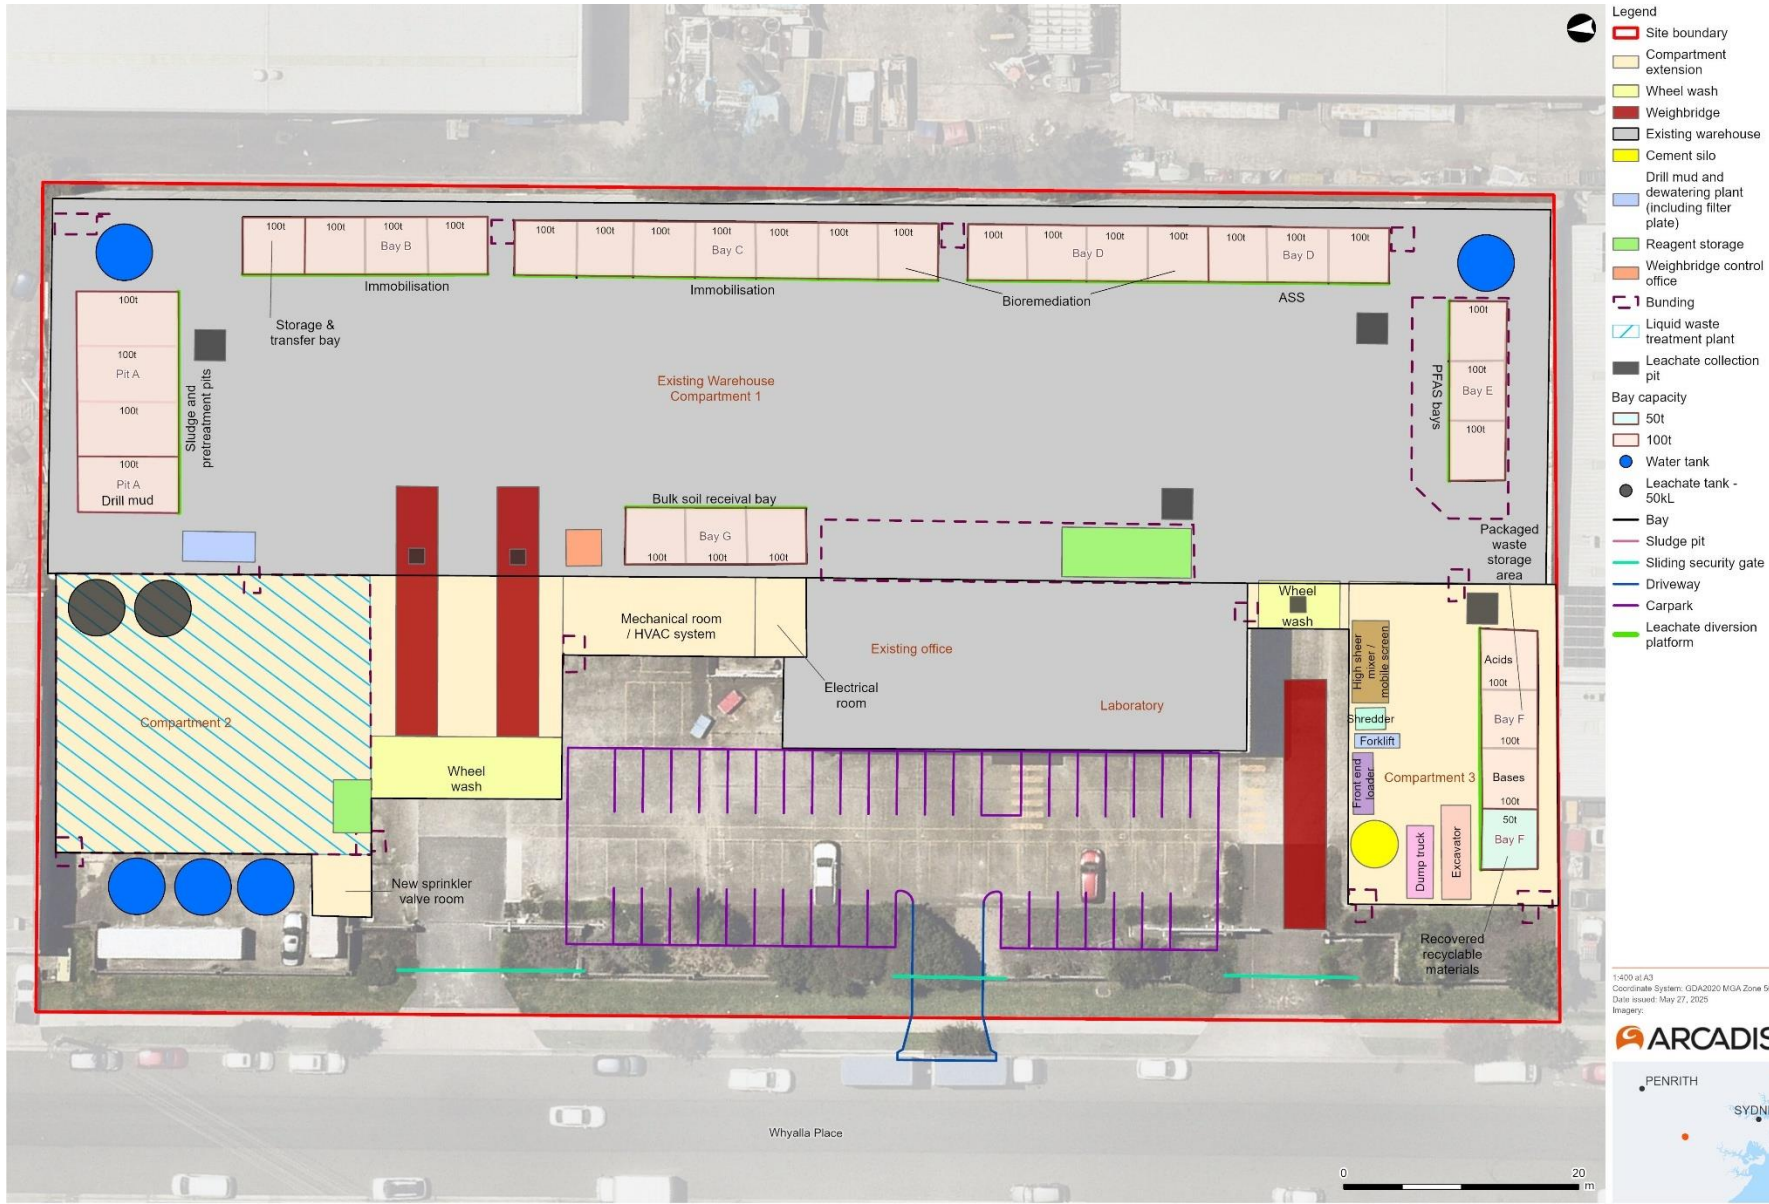 Legend
Site boundary
Compartment
extension
Wheel wash
Weighbridge
Existing warehouse
Cement silo
Drill mud and
dewatering plant
(including filter
plate)
Reagent storage
Weighbridge control
office
Bunding
Liquid waste
treatment plant
Leachate collection
pit
Bay capacity
50t
100t
Water tank
Leachate tank -
50kL
Bay
Sludge pit
Sliding security gate
Driveway
Carpark
Leachate diversion
platform
100t 100t 100t 100t
Bay B
Immobilisation
Storage &
transfer bay
100t 100t 100t 100t 100t 100t 100t
Bay C
Immobilisation
Bioremediation
100t 100t 100t 100t 100t 100t 100t
Bay D
Bay D
ASS
100t
100t
Pit A
100t
100t
Pit A
Drill mud
Sludge and
pretreatment pits
Existing Warehouse
Compartment 1
100t
100t
Bay E
100t
PFAS bays
Bulk soil receival bay
Bay G
100t 100t 100t
Packaged
waste
storage
area
Mechanical room
/ HVAC system
Electrical
room
Existing office
Laboratory
Wheel
wash
Compartment 2
Wheel
wash
New sprinkler
valve room
High sheer
mixer /
mobile screen
Shredder
Forklift
Front end
loader
Compartment 3
Dump truck
Excavator
Acids
100t
Bay F
100t
Bases
100t
50t
Bay F
Recovered
recyclable
materials
Whyalla Place
0 20
m
1:400 at A3
Coordinate System: GDA2020 MGA Zone
Date issued: May 27, 2025
Imagery:
ARCADIS
PENRITH
SYDN